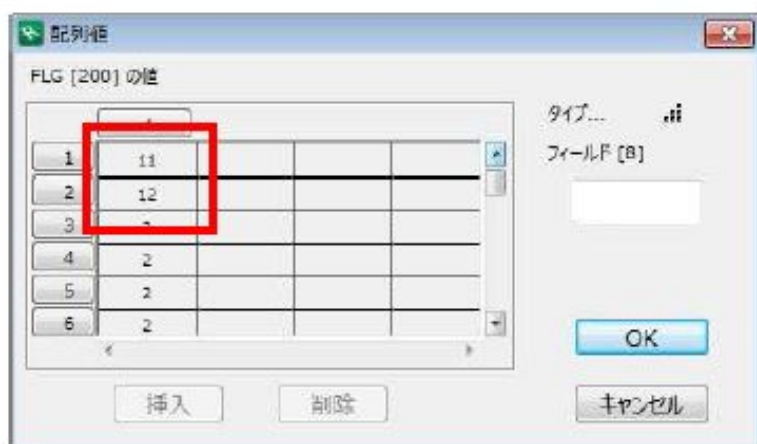 配列値
FLG [200] の値
タイプ...
フィールド [8]
1 11
2 12
3
4 2
5 2
6 2
OK
挿入 削除 キャンセル